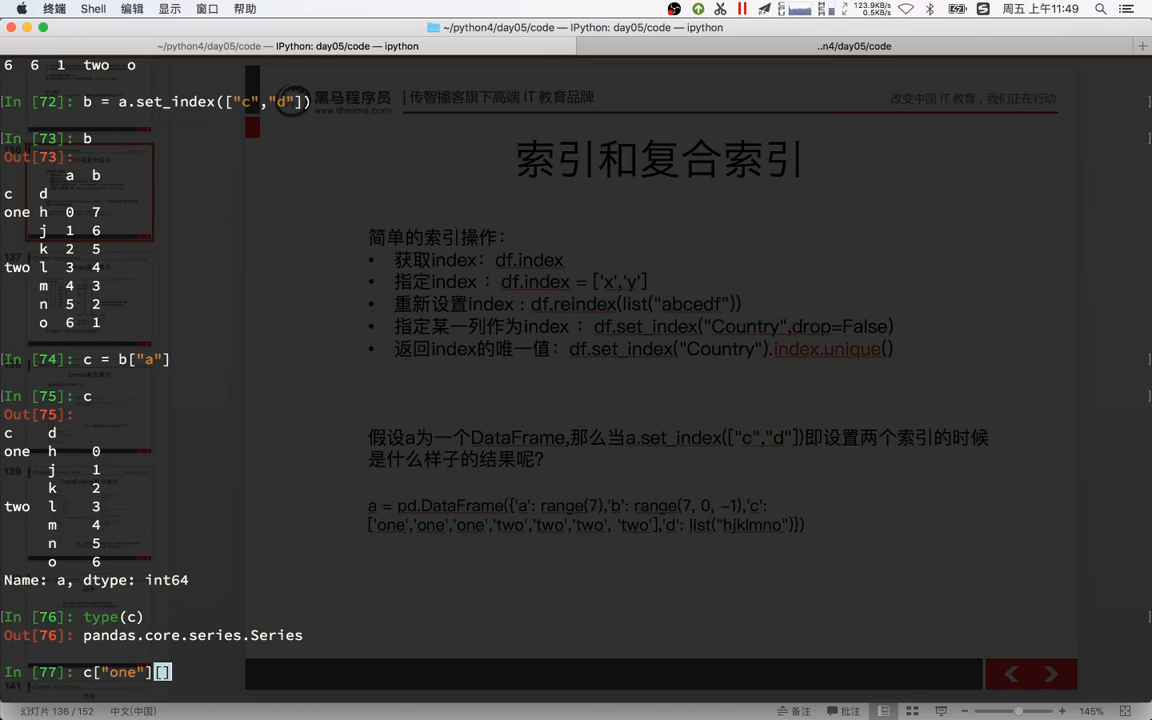 终端 Shell 编辑 显示 窗口 帮助 123.9KB/s 0.5KB/s 周五 上午11:49
~/python4/day05/code — IPython: day05/code — ipython
~/python4/day05/code — IPython: day05/code — ipython ..n4/day05/code
6 6 1 two o
In [72]: b = a.set_index(["c","d"])
In [73]: b
Out[73]:
a b
c d
one h 0 7
j 1 6
k 2 5
two l 3 4
m 4 3
n 5 2
o 6 1
In [74]: c = b["a"]
In [75]: c
Out[75]:
c d
one h 0
j 1
k 2
two l 3
m 4
n 5
o 6
Name: a, dtype: int64
In [76]: type(c)
Out[76]: pandas.core.series.Series
In [77]: c["one"][]
黑马程序员 传智播客旗下高端 IT 教育品牌
www.itheima.com
改变中国 IT 教育，我们正在行动
索引和复合索引
简单的索引操作：
• 获取index：df.index
• 指定index ：df.index = ['x','y']
• 重新设置index : df.reindex(list("abcedf"))
• 指定某一列作为index ：df.set_index("Country",drop=False)
• 返回index的唯一值：df.set_index("Country").index.unique()
假设a为一个DataFrame,那么当a.set_index(["c","d"])即设置两个索引的时候
是什么样子的结果呢?
a = pd.DataFrame({'a': range(7),'b': range(7, 0, -1),'c':
['one','one','one','two','two','two', 'two'],'d': list("hjklmno")})
137
139
141
幻灯片 136 / 152 中文(中国) 备注 批注 145%